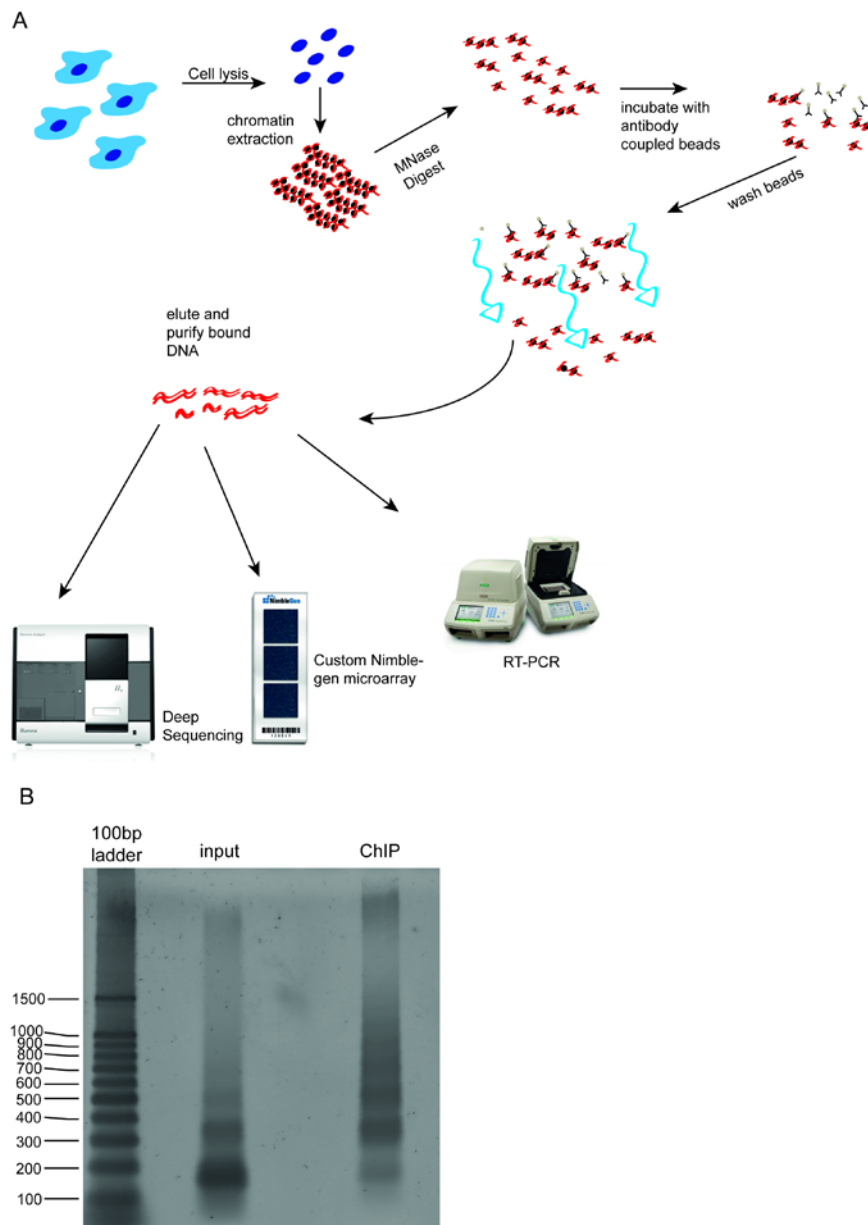 A
Cell lysis
chromatin
extraction
MNase
Digest
incubate with
antibody
coupled beads
wash beads
elute and
purify bound
DNA
NimbleGen
Custom Nimble-
gen microarray
RT-PCR
Deep
Sequencing
B
100bp
ladder
input
ChIP
1500
1000
900
800
700
600
500
400
300
200
100